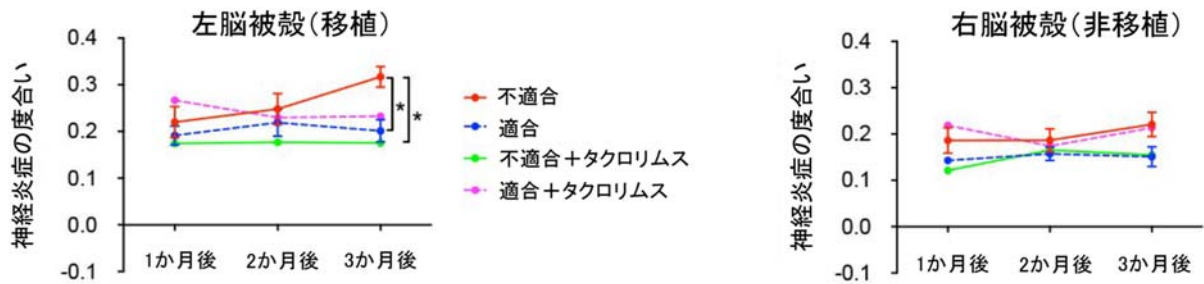 左脳被殻(移植)
神経炎症の度合い
0.4
0.3
0.2
0.1
0.0
-0.1
1か月後 2か月後 3か月後
*
*
不適合
適合
不適合+タクロリムス
適合+タクロリムス
右脳被殻(非移植)
神経炎症の度合い
0.4
0.3
0.2
0.1
0.0
-0.1
1か月後 2か月後 3か月後